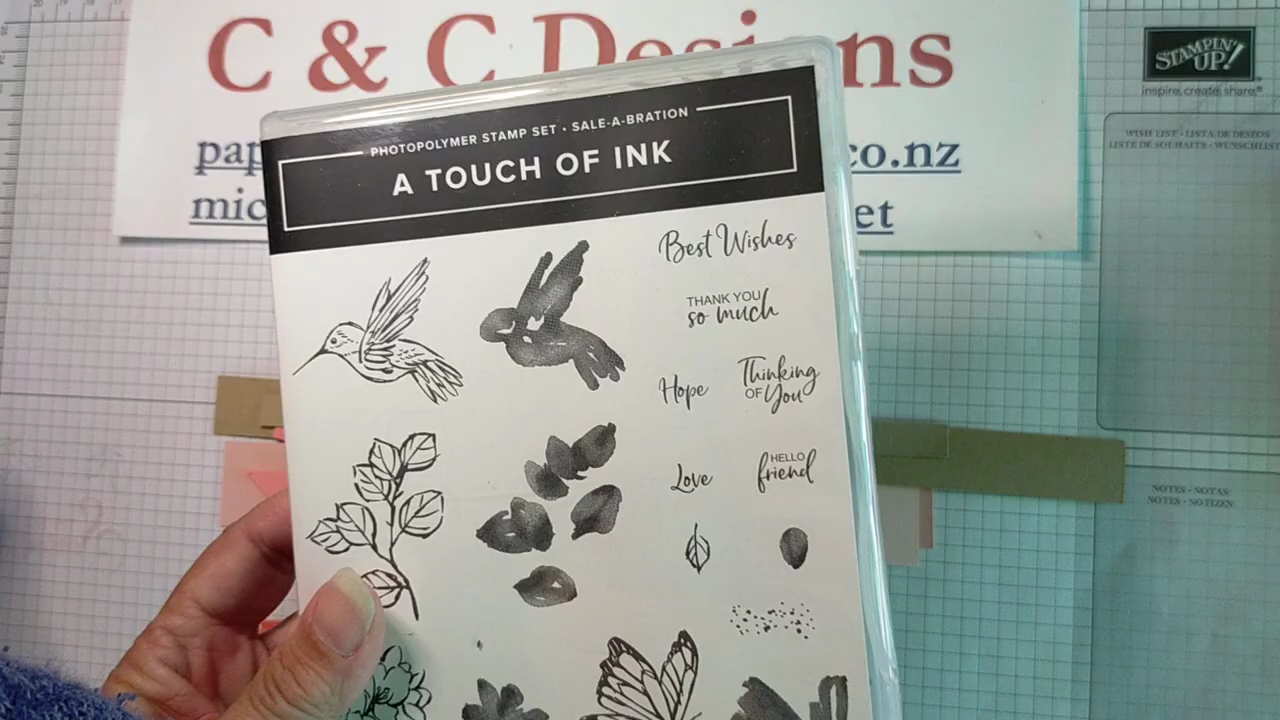 C & C Designs
pap
co.nz
mic
et
STAMPIN' UP!
inspire.create.share.
WISH LIST • LISTA DE DESEOS
LISTE DE SOUHAITS • WUNSCHLIST
PHOTOPOLYMER STAMP SET • SALE-A-BRATION
A TOUCH OF INK
Best Wishes
THANK YOU
so much
Hope
Thinking
OF You
Love
HELLO
friend
NOTES • NOTAS
NOTES • NOTIZEN